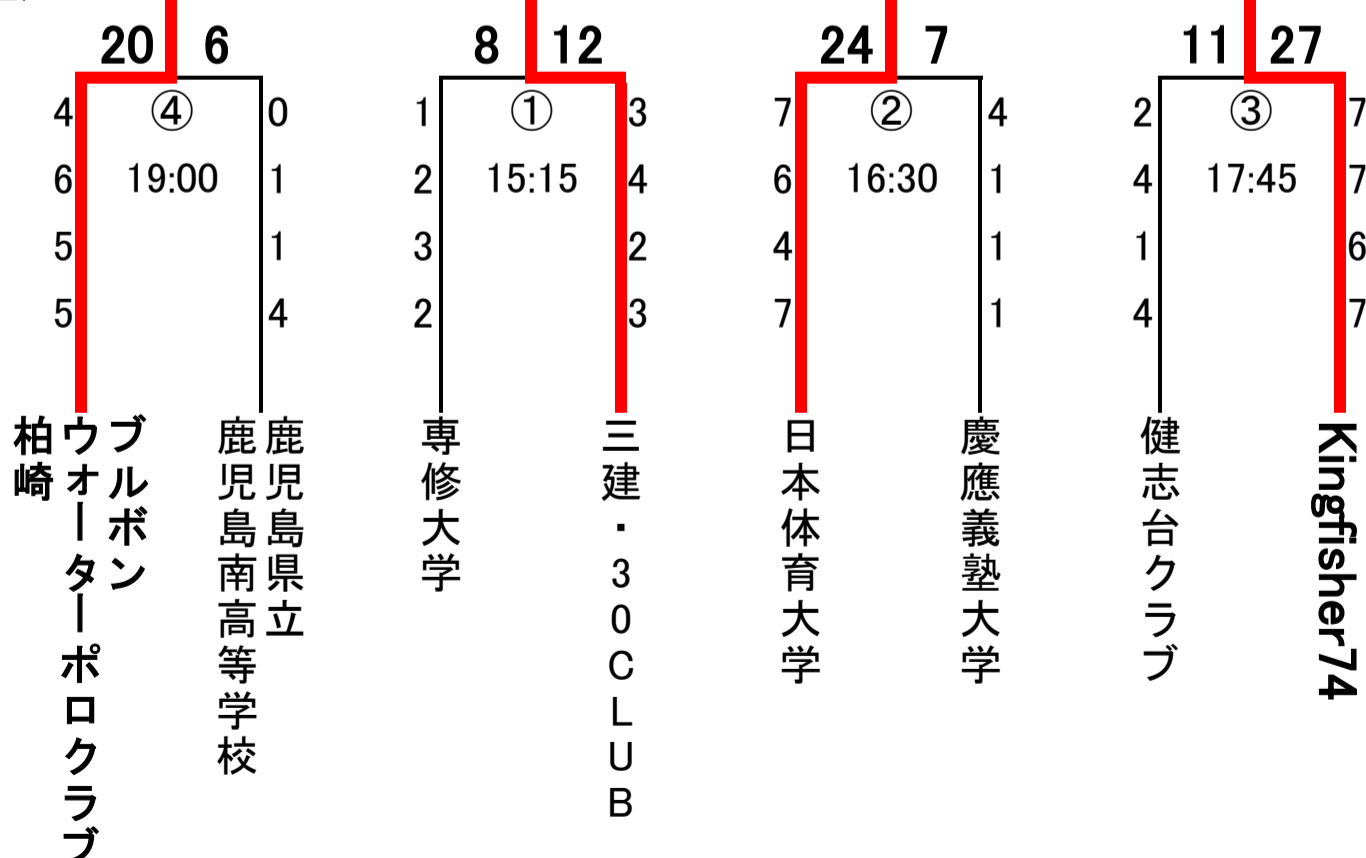 20 6 8 12 24 7 11 27
4 ④ 0 1 ① 3 7 ② 4 2 ③ 7
6 19:00 1 2 15:15 4 6 16:30 1 4 17:45 7
5 1 3 2 4 1 1 6
5 4 2 3 7 1 4 7
ブルボン
ウォーターポロクラブ
柏崎
鹿児島県立
鹿児島南高等学校
専修大学
三建・30CLUB
日本体育大学
慶應義塾大学
健志台クラブ
Kingfisher74